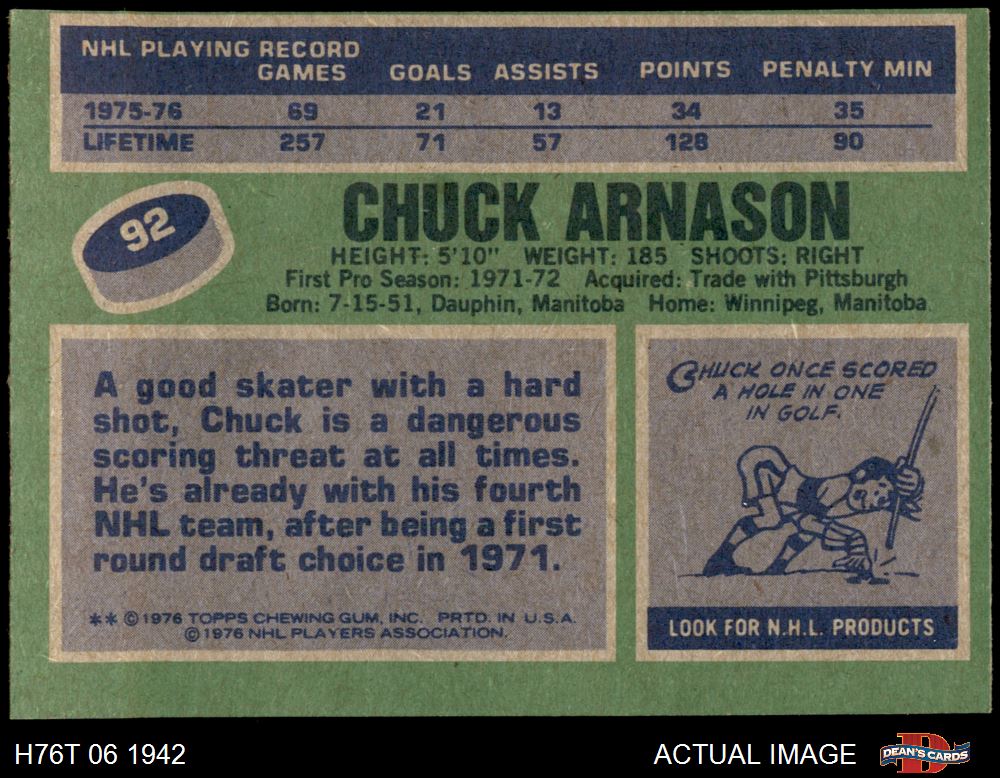 NHL PLAYING RECORD
GAMES GOALS ASSISTS POINTS PENALTY MIN
1975-76 69 21 13 34 35
LIFETIME 257 71 57 128 90
92
CHUCK ARNASON
HEIGHT: 5'10" WEIGHT: 185 SHOOTS: RIGHT
First Pro Season: 1971-72 Acquired: Trade with Pittsburgh
Born: 7-15-51, Dauphin, Manitoba Home: Winnipeg, Manitoba
A good skater with a hard
shot, Chuck is a dangerous
scoring threat at all times.
He's already with his fourth
NHL team, after being a first
round draft choice in 1971.
** ©1976 TOPPS CHEWING GUM, INC. PRTD. IN U.S.A.
©1976 NHL PLAYERS ASSOCIATION.
CHUCK ONCE SCORED
A HOLE IN ONE
IN GOLF.
LOOK FOR N.H.L. PRODUCTS
H76T 06 1942
ACTUAL IMAGE
DEAN'S CARDS